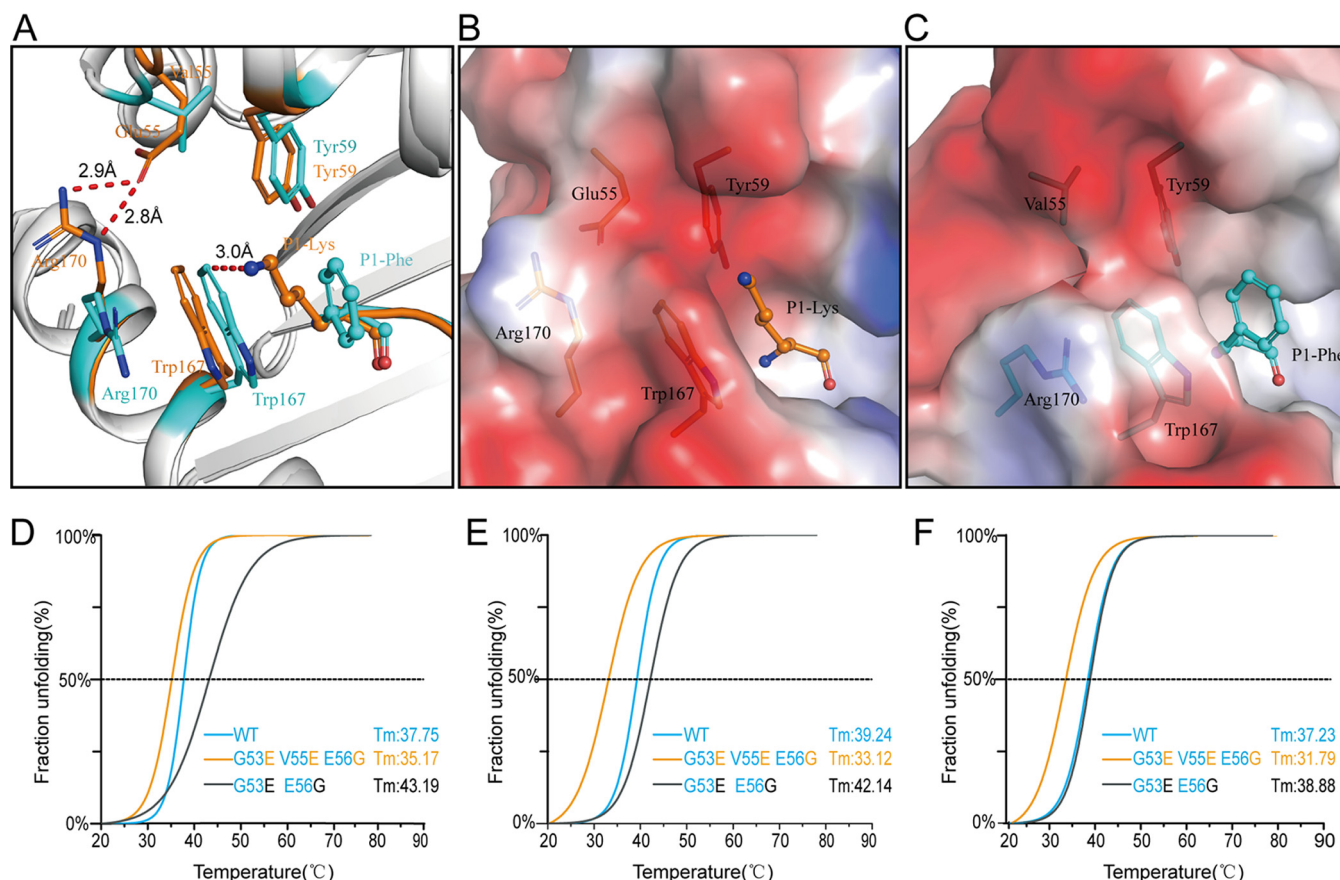 A
Val55
Glu55
Tyr59
Tyr59
2.9Å
2.8Å
3.0Å
P1-Lys
P1-Phe
Arg170
Arg170
Trp167
Trp167
B
Glu55
Tyr59
Arg170
P1-Lys
Trp167
C
Val55
Tyr59
P1-Phe
Arg170
Trp167
D
Fraction unfolding(%)
100%
50%
0%
WT Tm:37.75
G53E V55E E56G Tm:35.17
G53E E56G Tm:43.19
20 30 40 50 60 70 80 90
Temperature(℃)
E
Fraction unfolding(%)
100%
50%
0%
WT Tm:39.24
G53E V55E E56G Tm:33.12
G53E E56G Tm:42.14
20 30 40 50 60 70 80 90
Temperature(℃)
F
Fraction unfolding(%)
100%
50%
0%
WT Tm:37.23
G53E V55E E56G Tm:31.79
G53E E56G Tm:38.88
20 30 40 50 60 70 80 90
Temperature(℃)